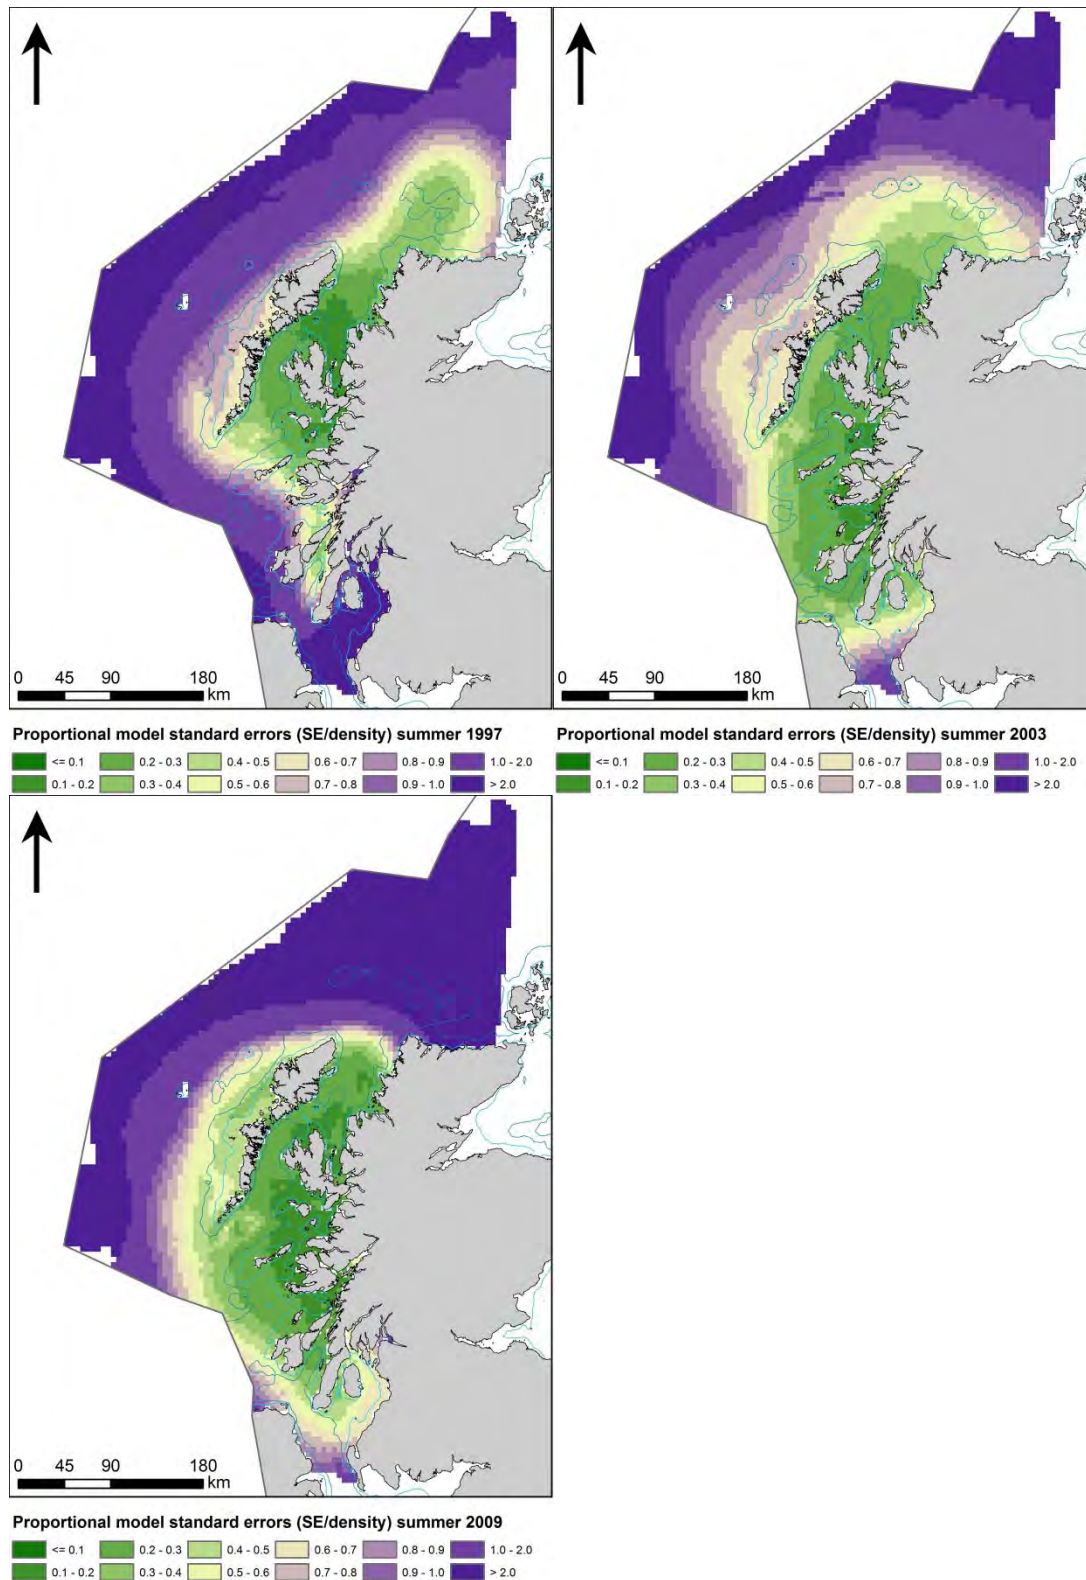 0 45 90 180
km
Proportional model standard errors (SE/density) summer 1997
<= 0.1 0.2 - 0.3 0.4 - 0.5 0.6 - 0.7 0.8 - 0.9 1.0 - 2.0
0.1 - 0.2 0.3 - 0.4 0.5 - 0.6 0.7 - 0.8 0.9 - 1.0 > 2.0
0 45 90 180
km
Proportional model standard errors (SE/density) summer 2003
<= 0.1 0.2 - 0.3 0.4 - 0.5 0.6 - 0.7 0.8 - 0.9 1.0 - 2.0
0.1 - 0.2 0.3 - 0.4 0.5 - 0.6 0.7 - 0.8 0.9 - 1.0 > 2.0
0 45 90 180
km
Proportional model standard errors (SE/density) summer 2009
<= 0.1 0.2 - 0.3 0.4 - 0.5 0.6 - 0.7 0.8 - 0.9 1.0 - 2.0
0.1 - 0.2 0.3 - 0.4 0.5 - 0.6 0.7 - 0.8 0.9 - 1.0 > 2.0